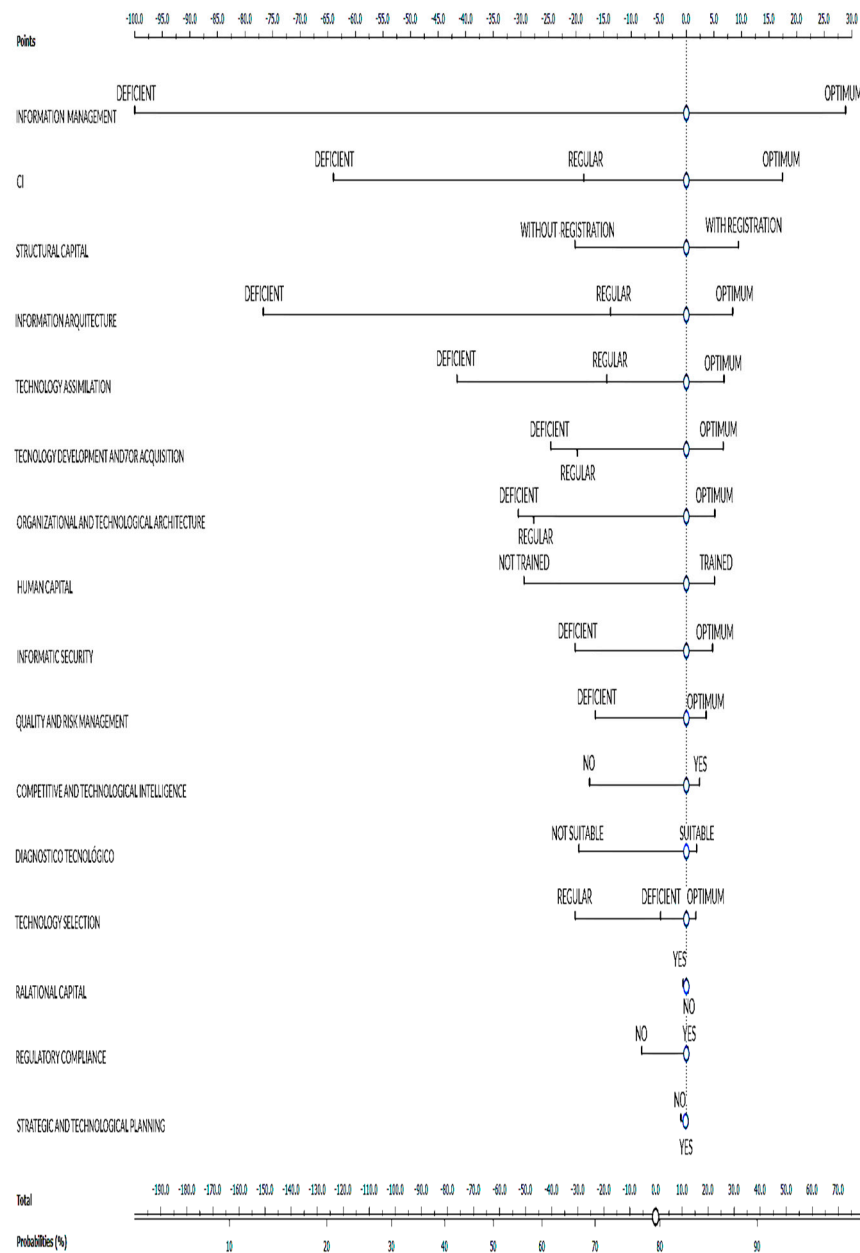 -100.0 -95.0 -90.0 -85.0 -80.0 -75.0 -70.0 -65.0 -60.0 -55.0 -50.0 -45.0 -40.0 -35.0 -30.0 -25.0 -20.0 -15.0 -10.0 -5.0 0.0 5.0 10.0 15.0 20.0 25.0 30.0
Points
DEFICIENT OPTIMUM
INFORMATION MANAGEMENT
DEFICIENT REGULAR OPTIMUM
CI
WITHOUT REGISTRATION WITH REGISTRATION
STRUCTURAL CAPITAL
DEFICIENT REGULAR OPTIMUM
INFORMATION ARQUITECTURE
DEFICIENT REGULAR OPTIMUM
TECHNOLOGY ASSIMILATION
DEFICIENT OPTIMUM
TECNOLOGY DEVELOPMENT AND7OR ACQUISITION
REGULAR
DEFICIENT OPTIMUM
ORGANIZATIONAL AND TECHNOLOGICAL ARCHITECTURE
REGULAR
NOT TRAINED TRAINED
HUMAN CAPITAL
DEFICIENT OPTIMUM
INFORMATIC SECURITY
DEFICIENT OPTIMUM
QUALITY AND RISK MANAGEMENT
NO YES
COMPETITIVE AND TECHNOLOGICAL INTELLIGENCE
NOT SUITABLE SUITABLE
DIAGNOSTICO TECNOLÓGICO
REGULAR DEFICIENT OPTIMUM
TECHNOLOGY SELECTION
YES
RALATIONAL CAPITAL
NO
NO YES
REGULATORY COMPLIANCE
NO
STRATEGIC AND TECHNOLOGICAL PLANNING
YES
-190.0 -180.0 -170.0 -160.0 -150.0 -140.0 -130.0 -120.0 -110.0 -100.0 -90.0 -80.0 -70.0 -60.0 -50.0 -40.0 -30.0 -20.0 -10.0 0.0 10.0 20.0 30.0 40.0 50.0 60.0 70.0
Total
Probabilities (%) 10 20 30 40 50 60 70 80 90